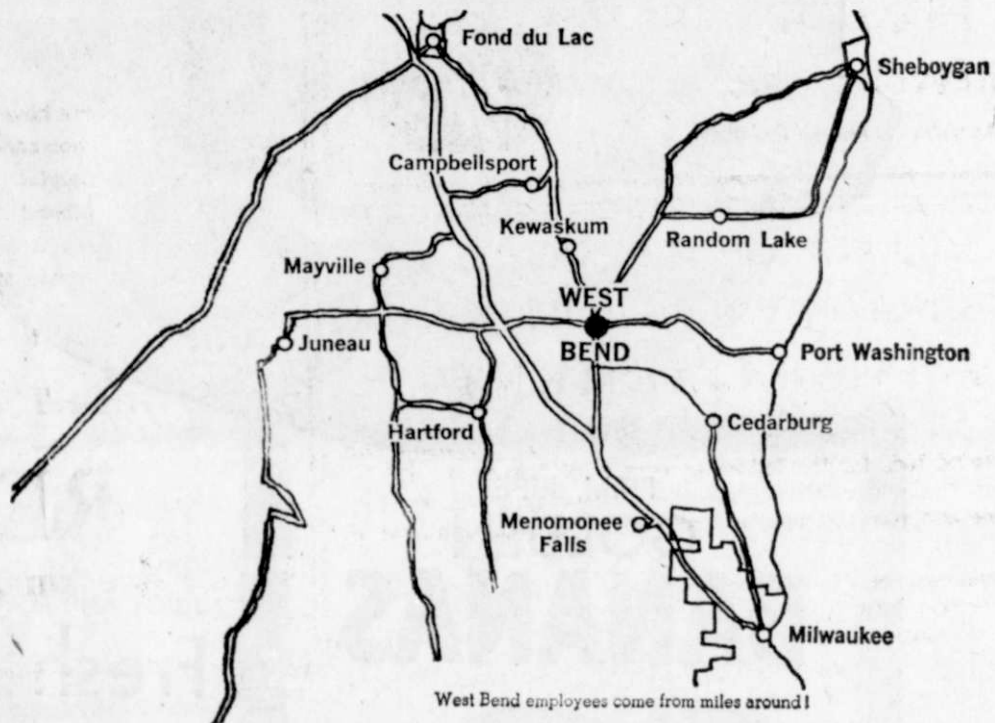 Fond du Lac
Sheboygan
Campbellsport
Kewaskum
Random Lake
Mayville
WEST
BEND
Juneau
Port Washington
Hartford
Cedarburg
Menomonee
Falls
Milwaukee
West Bend employees come from miles around!